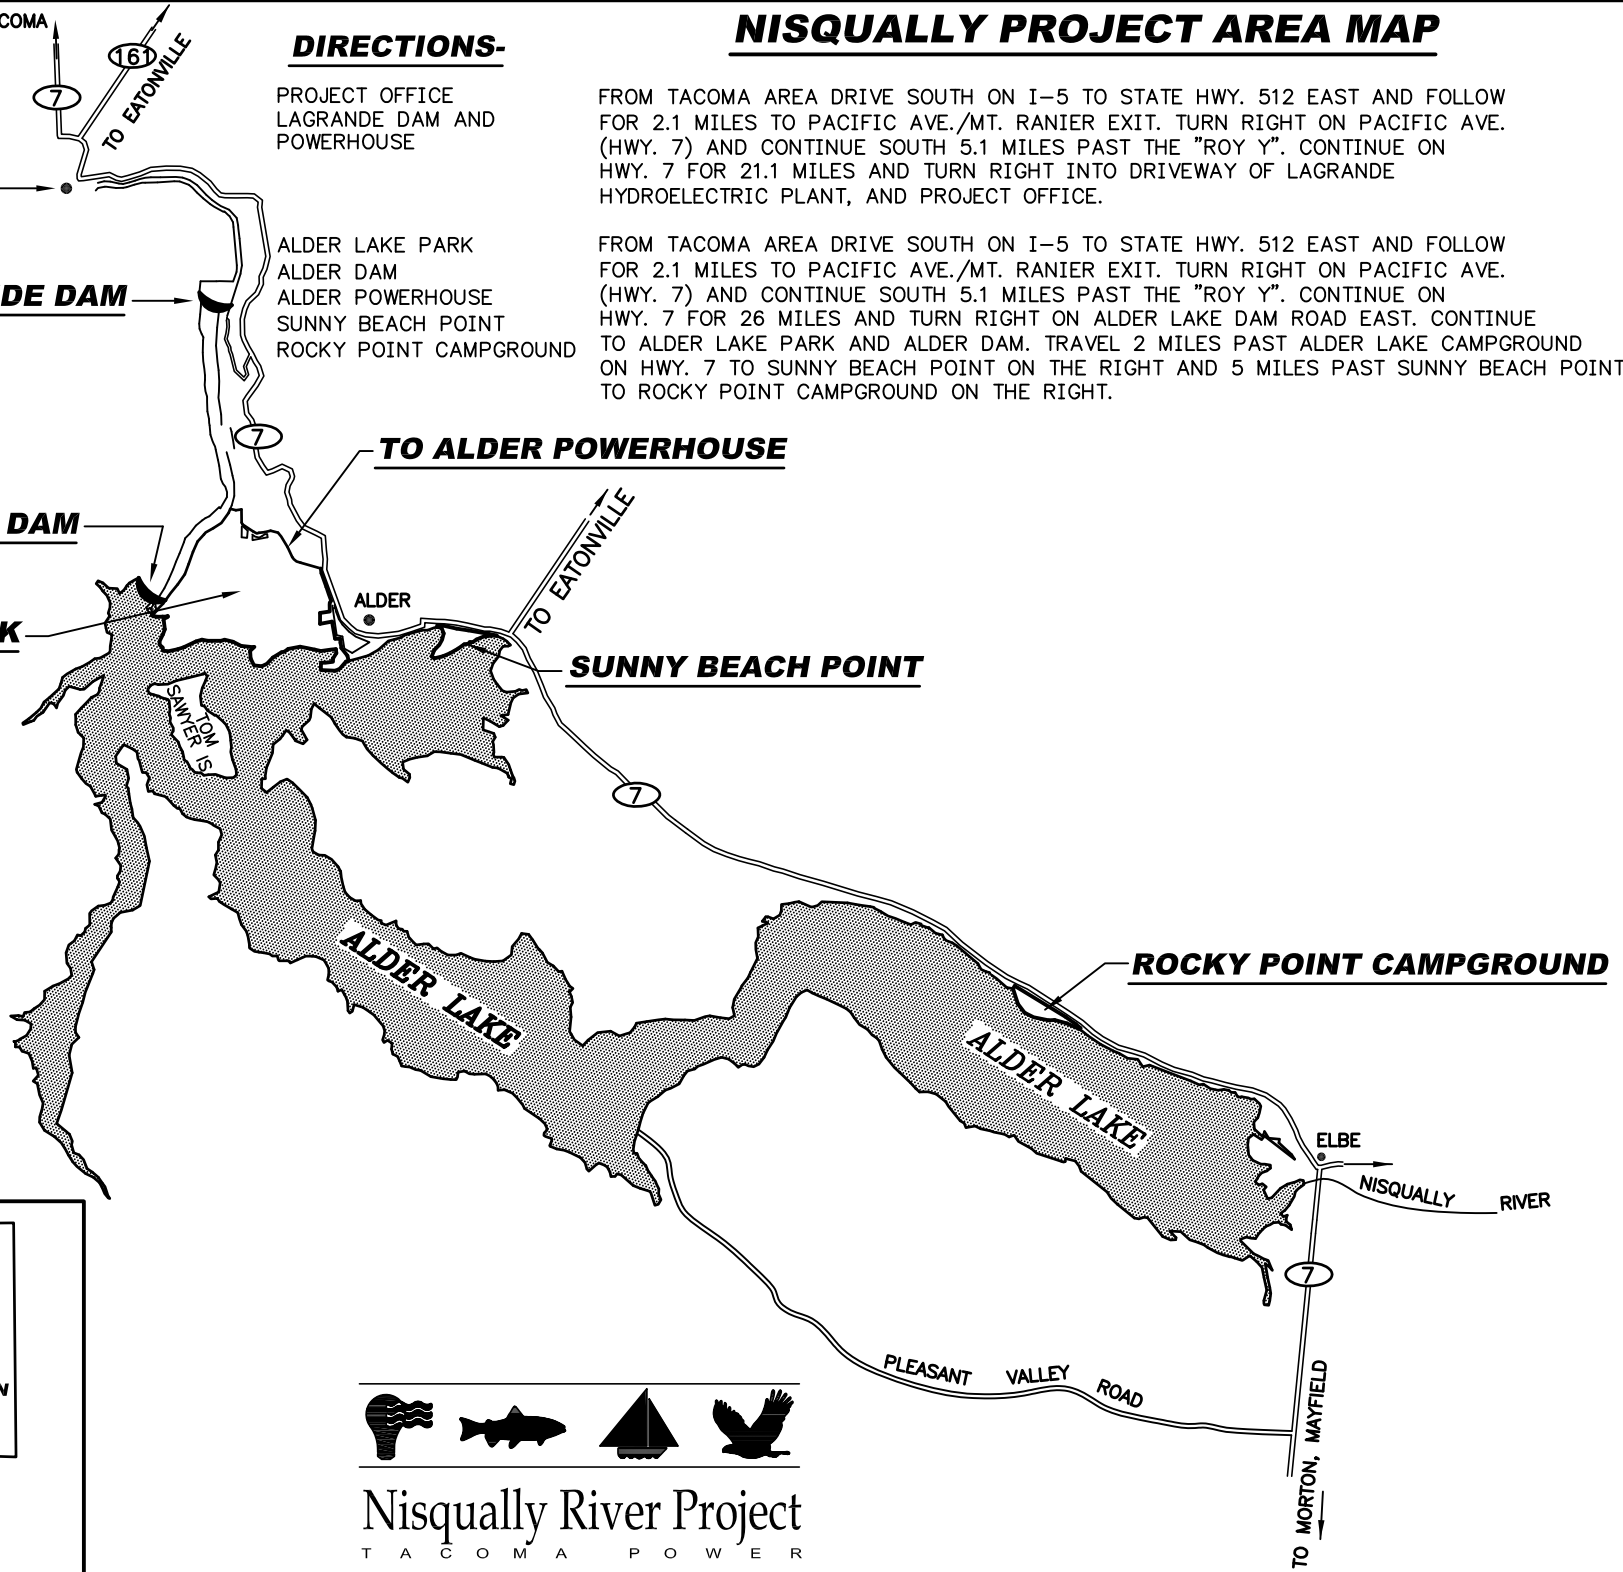 NISQUALLY PROJECT AREA MAP
DIRECTIONS-
PROJECT OFFICE
LAGRANDE DAM AND
POWERHOUSE
FROM TACOMA AREA DRIVE SOUTH ON I-5 TO STATE HWY. 512 EAST AND FOLLOW
FOR 2.1 MILES TO PACIFIC AVE./MT. RANIER EXIT. TURN RIGHT ON PACIFIC AVE.
(HWY. 7) AND CONTINUE SOUTH 5.1 MILES PAST THE "ROY Y". CONTINUE ON
HWY. 7 FOR 21.1 MILES AND TURN RIGHT INTO DRIVEWAY OF LAGRANDE
HYDROELECTRIC PLANT, AND PROJECT OFFICE.
ALDER LAKE PARK
ALDER DAM
ALDER POWERHOUSE
SUNNY BEACH POINT
ROCKY POINT CAMPGROUND
FROM TACOMA AREA DRIVE SOUTH ON I-5 TO STATE HWY. 512 EAST AND FOLLOW
FOR 2.1 MILES TO PACIFIC AVE./MT. RANIER EXIT. TURN RIGHT ON PACIFIC AVE.
(HWY. 7) AND CONTINUE SOUTH 5.1 MILES PAST THE "ROY Y". CONTINUE ON
HWY. 7 FOR 26 MILES AND TURN RIGHT ON ALDER LAKE DAM ROAD EAST. CONTINUE
TO ALDER LAKE PARK AND ALDER DAM. TRAVEL 2 MILES PAST ALDER LAKE CAMPGROUND
ON HWY. 7 TO SUNNY BEACH POINT ON THE RIGHT AND 5 MILES PAST SUNNY BEACH POINT
TO ROCKY POINT CAMPGROUND ON THE RIGHT.
COMA
161
7
TO EATONVILLE
DE DAM
7
TO ALDER POWERHOUSE
DAM
TO EATONVILLE
ALDER
K
SUNNY BEACH POINT
TOM
SAWYER IS
7
ALDER LAKE
ROCKY POINT CAMPGROUND
ALDER LAKE
ELBE
NISQUALLY RIVER
7
PLEASANT VALLEY ROAD
TO MORTON, MAYFIELD
N
Nisqually River Project
TACOMA POWER